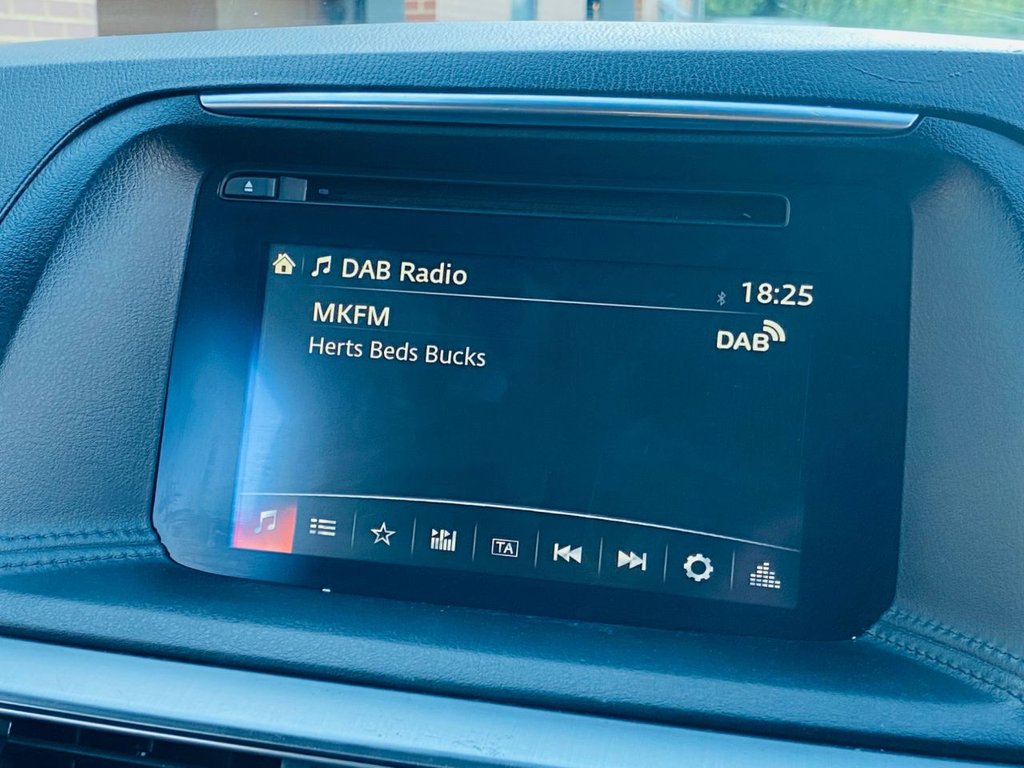 DAB Radio
18:25
MKFM
DAB
Herts Beds Bucks
TA